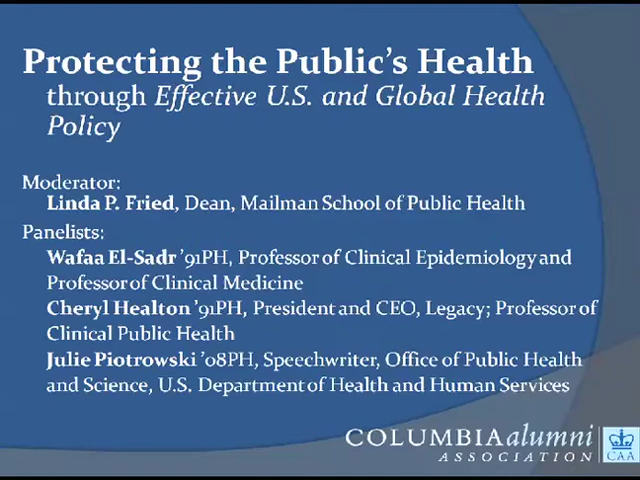 Protecting the Public's Health
through Effective U.S. and Global Health
Policy
Moderator:
Linda P. Fried, Dean, Mailman School of Public Health
Panelists:
Wafaa El-Sadr '91PH, Professor of Clinical Epidemiology and
Professor of Clinical Medicine
Cheryl Healton '91PH, President and CEO, Legacy; Professor of
Clinical Public Health
Julie Piotrowski '08PH, Speechwriter, Office of Public Health
and Science, U.S. Department of Health and Human Services
COLUMBIA alumni
ASSOCIATION
CAA